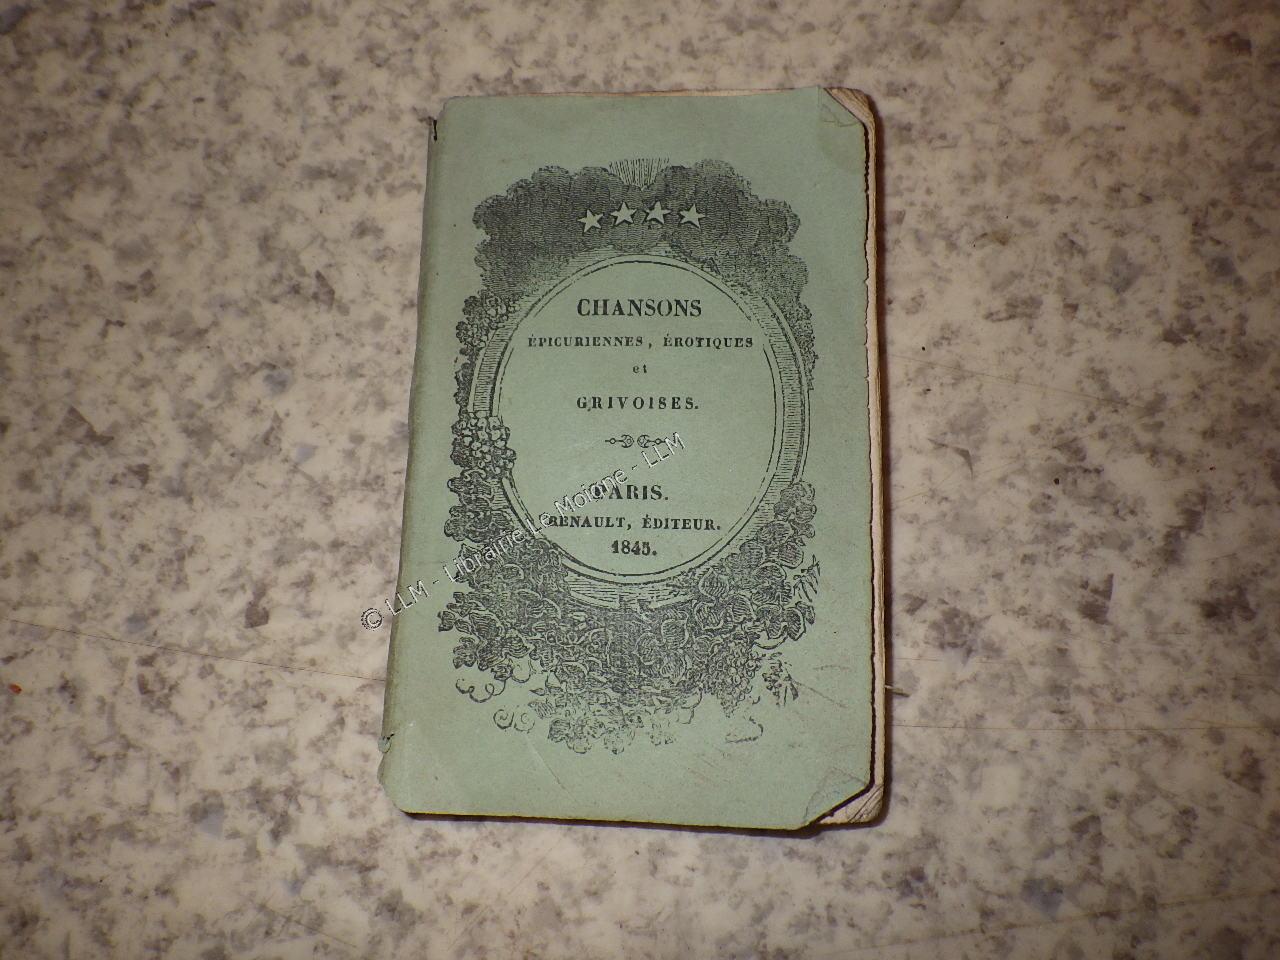 CHANSONS
ÉPICURIENNES, ÉROTIQUES
et
GRIVOISES.
PARIS.
RENAULT, ÉDITEUR.
1845.
© LLM - Librairie Le Moigne - LLM